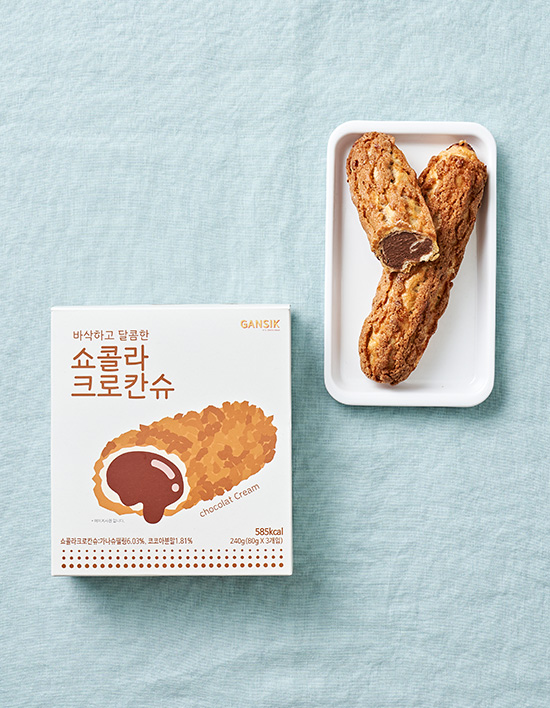 GANSIK
바삭하고 달콤한
쇼콜라
크로칸슈
chocolat Cream
585kcal
쇼콜라크로칸슈:가나슈필링6.03%, 코코아분말1.81%
240g(80g X 3개입)